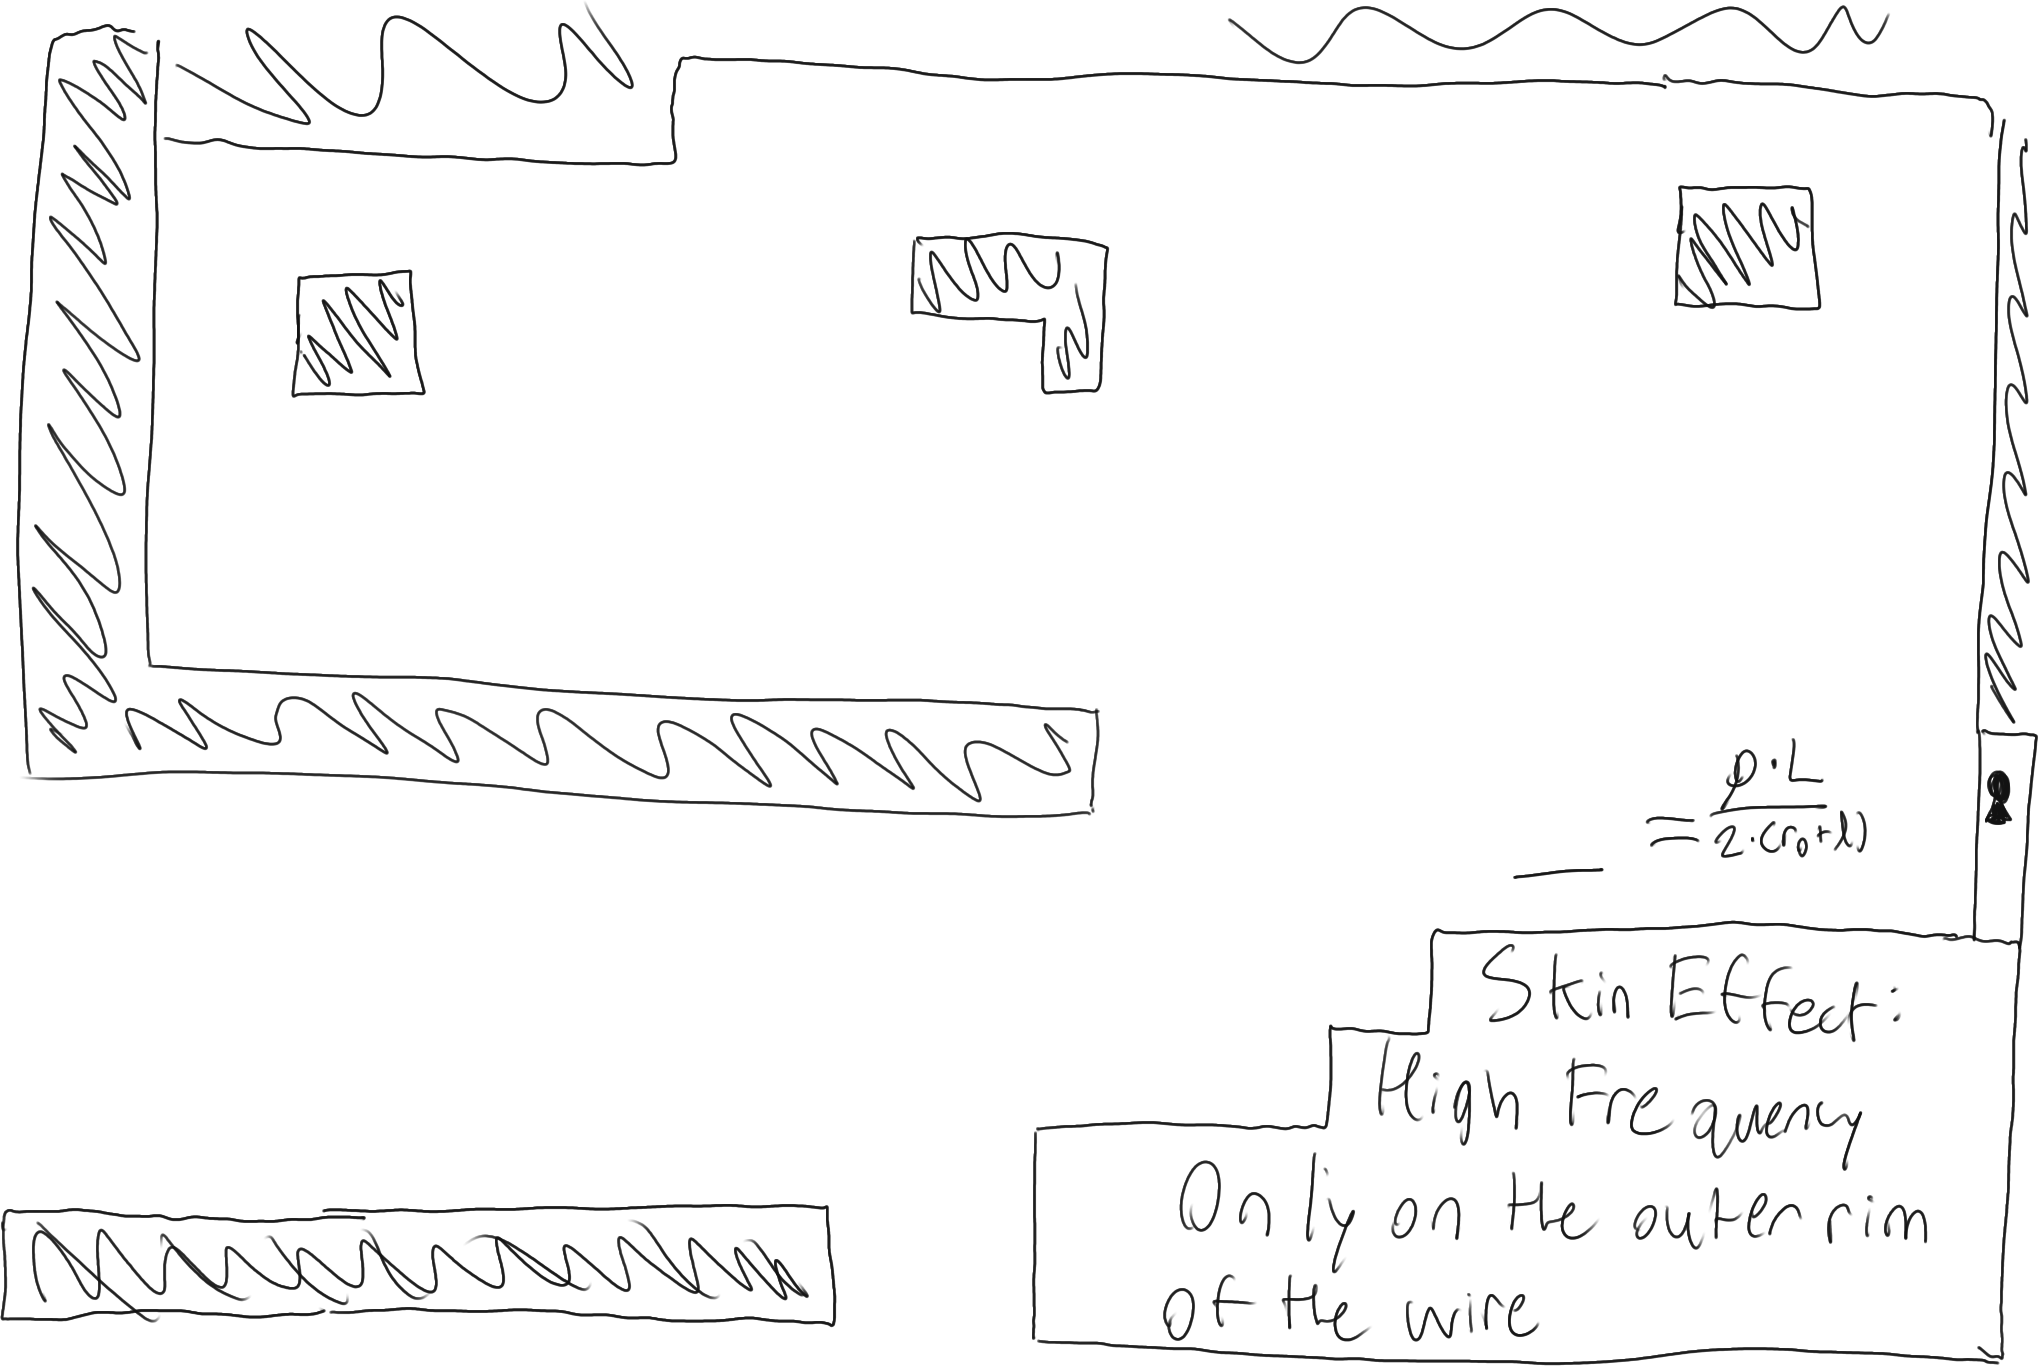 = ρ·L / 2·(r₀+l)
Skin Effect:
High Frequency
Only on the outer rim
of the wire